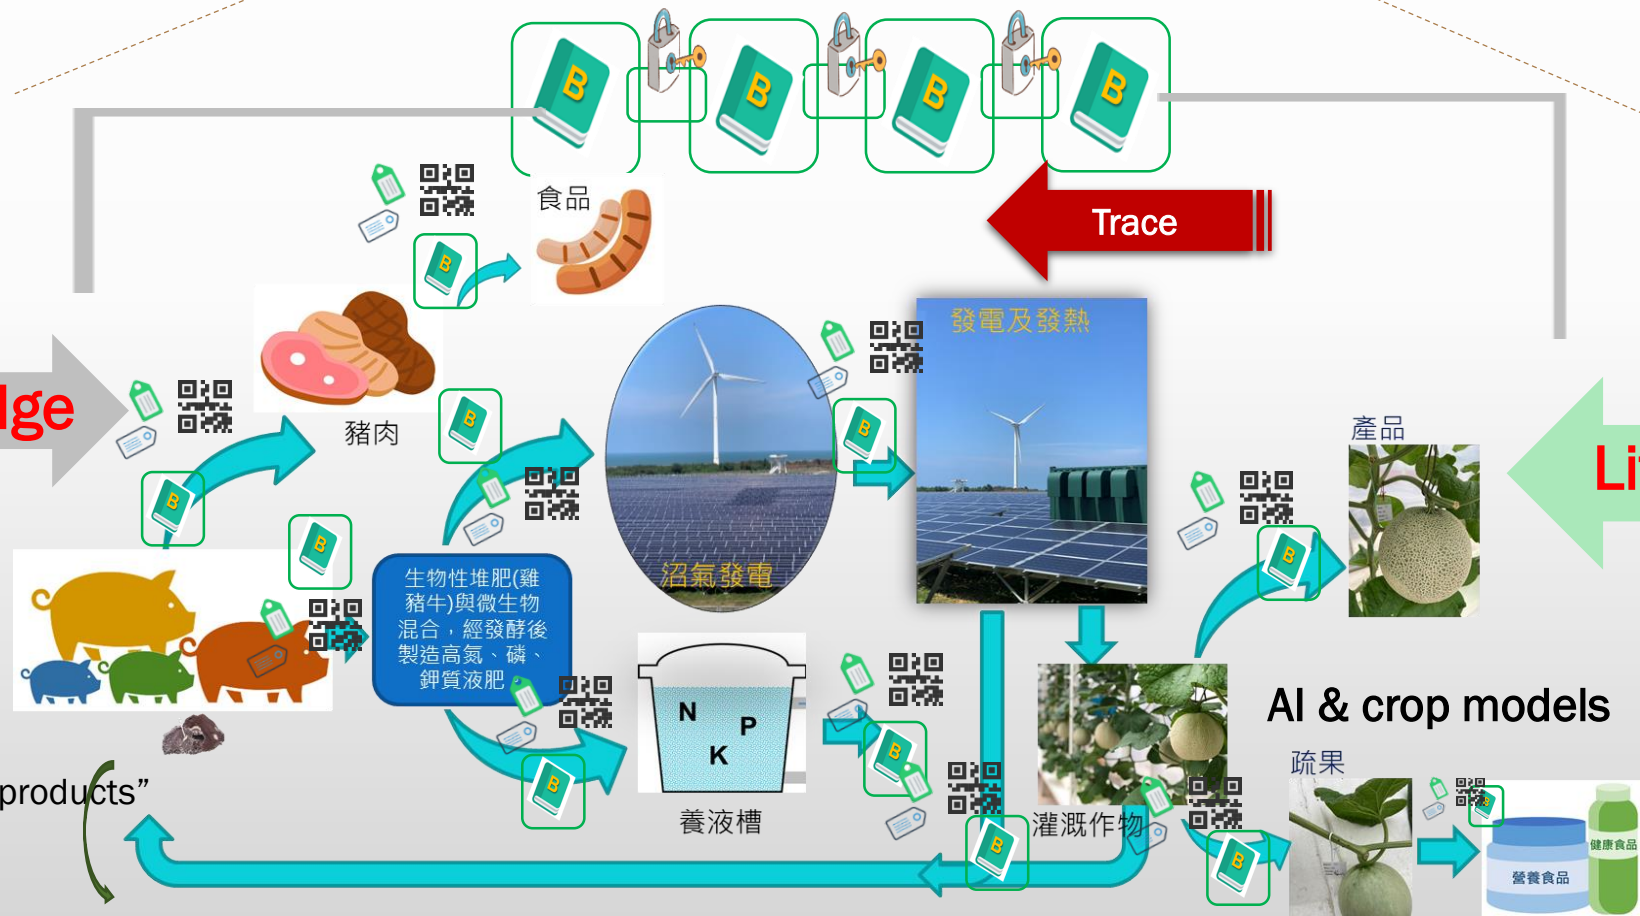 B
B
B
B
食品
Trace
B
發電及發熱
豬肉
B
B
產品
B
B
B
沼氣發電
生物性堆肥(雞
豬牛)與微生物
混合，經發酵後
製造高氮、磷、
鉀質液肥
N
P
K
AI & crop models
疏果
products”
B
B
養液槽
灌溉作物
B
B
B
健康食品
營養食品